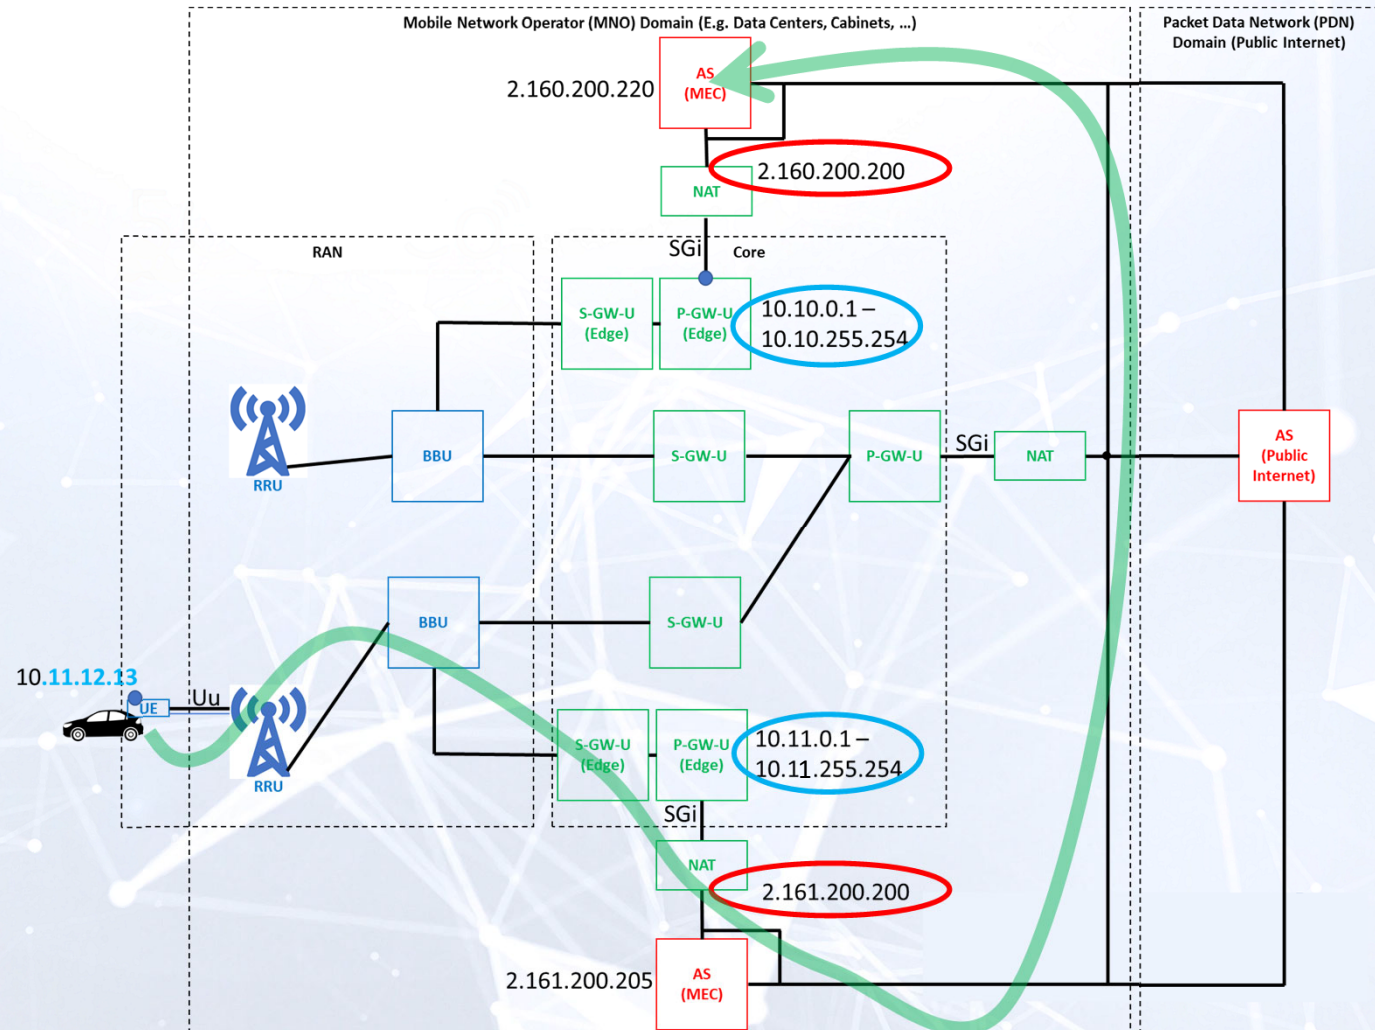 Mobile Network Operator (MNO) Domain (E.g. Data Centers, Cabinets, ...)
Packet Data Network (PDN)
Domain (Public Internet)
AS
(MEC)
2.160.200.220
2.160.200.200
NAT
SGi
Core
RAN
S-GW-U
(Edge)
P-GW-U
(Edge)
10.10.0.1 –
10.10.255.254
RRU
BBU
S-GW-U
P-GW-U
SGi
NAT
AS
(Public
Internet)
BBU
S-GW-U
10.11.12.13
UE
Uu
RRU
S-GW-U
(Edge)
P-GW-U
(Edge)
10.11.0.1 –
10.11.255.254
SGi
NAT
2.161.200.200
2.161.200.205
AS
(MEC)